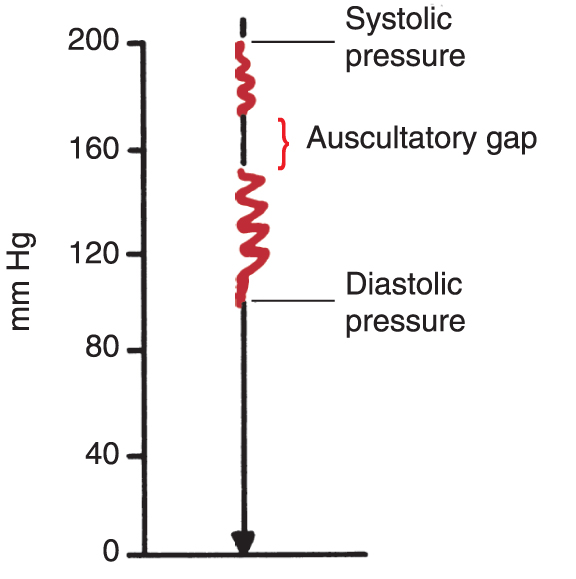 Systolic
pressure
200
Auscultatory gap
160
120
mm Hg
Diastolic
pressure
80
40
0